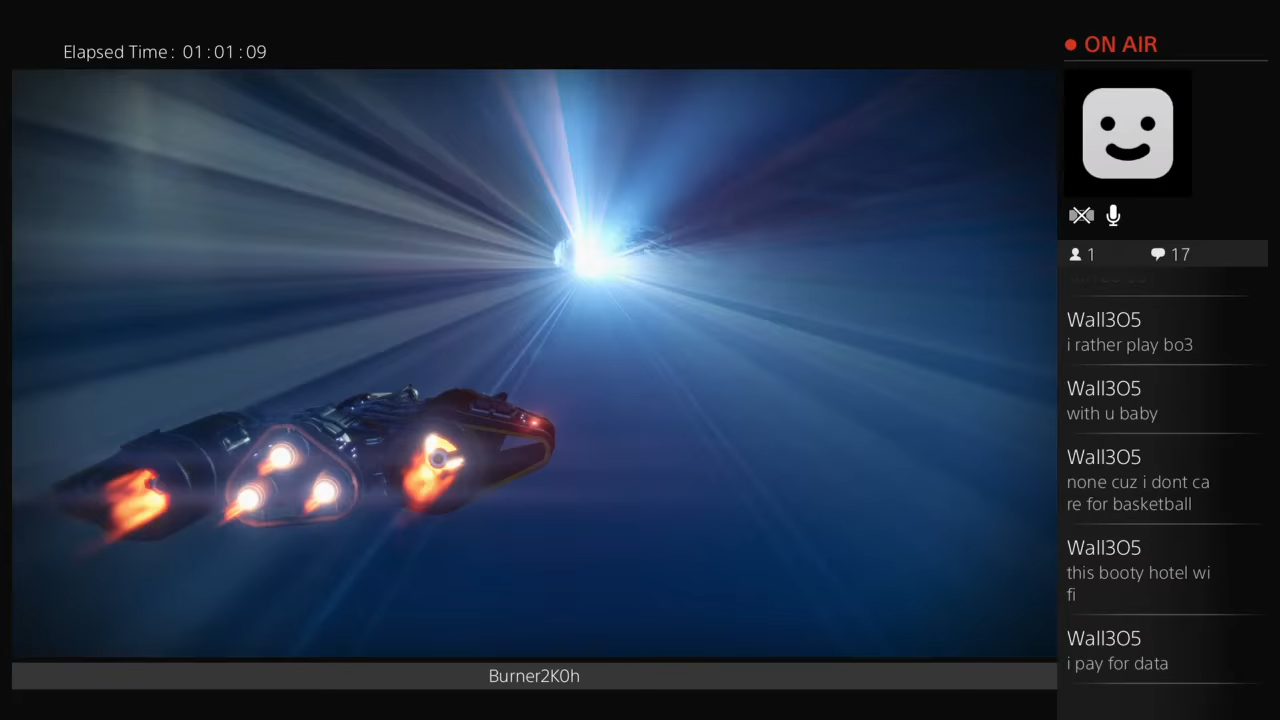 Elapsed Time: 01:01:09
ON AIR
1 17
Wall3O5
i rather play bo3
Wall3O5
with u baby
Wall3O5
none cuz i dont ca
re for basketball
Wall3O5
this booty hotel wi
fi
Wall3O5
i pay for data
Burner2K0h